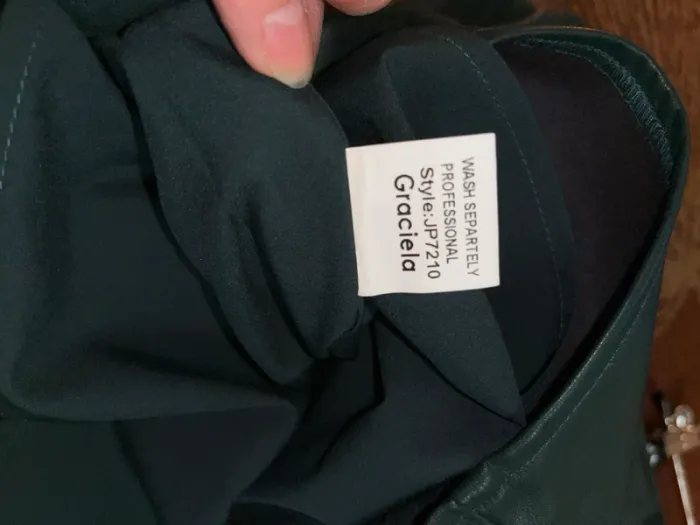 WASH SEPARTELY
PROFESSIONAL
Style:JP7210
Graciela